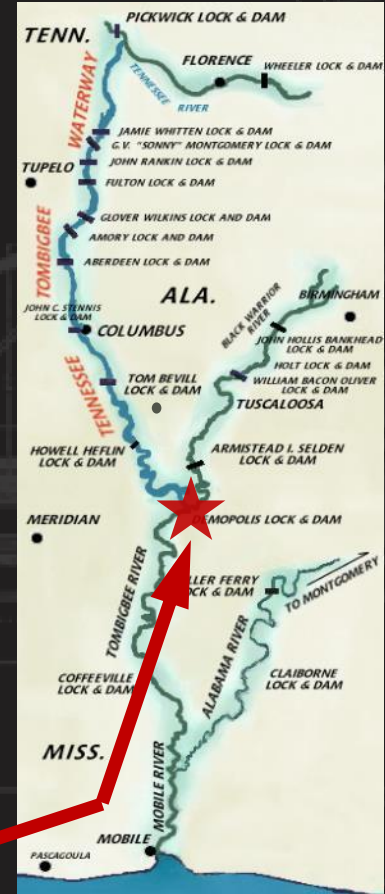 PICKWICK LOCK & DAM
TENN.
FLORENCE
WHEELER LOCK & DAM
TENNESSEE
RIVER
WATERWAY
JAMIE WHITTEN LOCK & DAM
G.V. "SONNY" MONTGOMERY LOCK & DAM
JOHN RANKIN LOCK & DAM
TUPELO
FULTON LOCK & DAM
GLOVER WILKINS LOCK AND DAM
AMORY LOCK AND DAM
TOMBIGBEE
ABERDEEN LOCK & DAM
ALA.
BIRMINGHAM
JOHN C. STENNIS
LOCK & DAM
COLUMBUS
BLACK WARRIOR
RIVER
JOHN HOLLIS BANKHEAD
LOCK & DAM
HOLT LOCK & DAM
TENNESSEE
TOM BEVILL
LOCK & DAM
WILLIAM BACON OLIVER
LOCK & DAM
TUSCALOOSA
HOWELL HEFLIN
LOCK & DAM
ARMISTEAD I. SELDEN
LOCK & DAM
MERIDIAN
DEMOPOLIS LOCK & DAM
TOMBIGBEE RIVER
LLER FERRY
OCK & DAM
TO MONTGOMERY
ALABAMA RIVER
COFFEEVILLE
LOCK & DAM
CLAIBORNE
LOCK & DAM
MISS.
MOBILE RIVER
MOBILE
PASCAGOULA